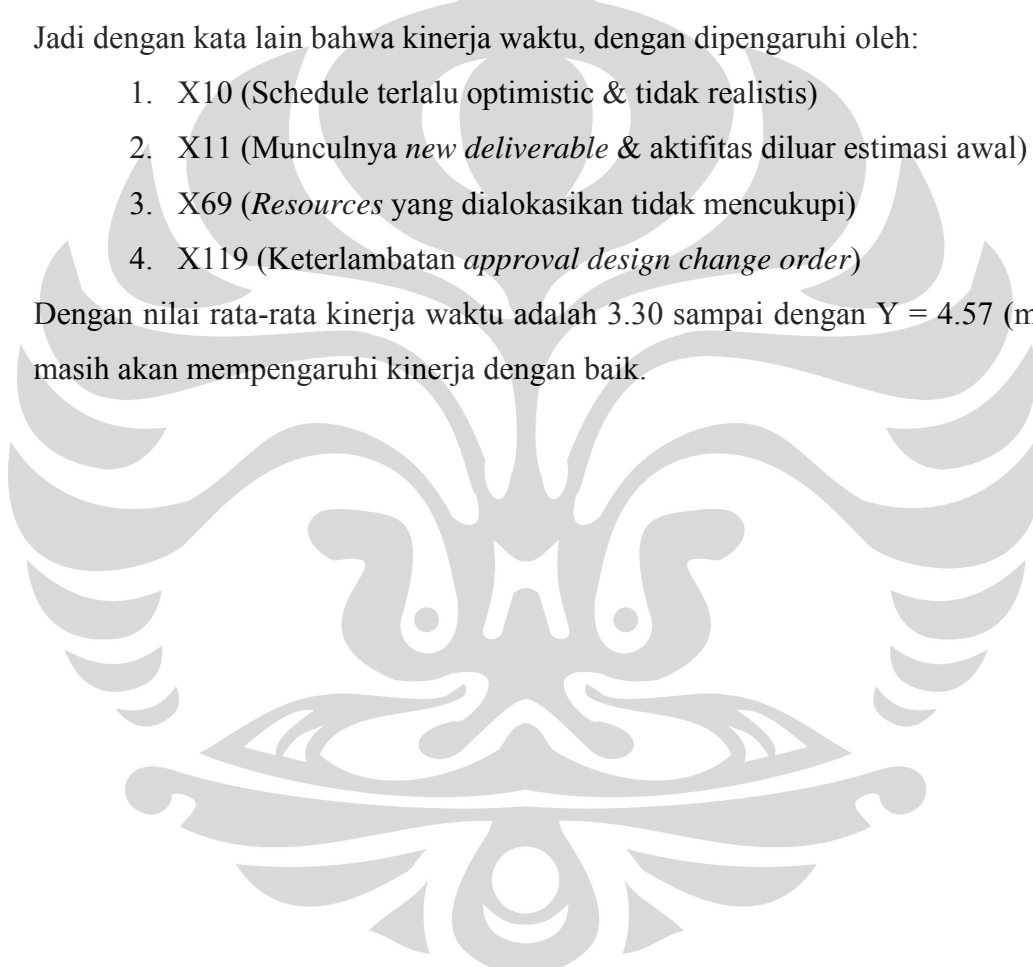 Jadi dengan kata lain bahwa kinerja waktu, dengan dipengaruhi oleh:
1. X10 (Schedule terlalu optimistic & tidak realistis)
2. X11 (Munculnya new deliverable & aktifitas diluar estimasi awal)
3. X69 (Resources yang dialokasikan tidak mencukupi)
4. X119 (Keterlambatan approval design change order)
Dengan nilai rata-rata kinerja waktu adalah 3.30 sampai dengan Y = 4.57 (
masih akan mempengaruhi kinerja dengan baik.